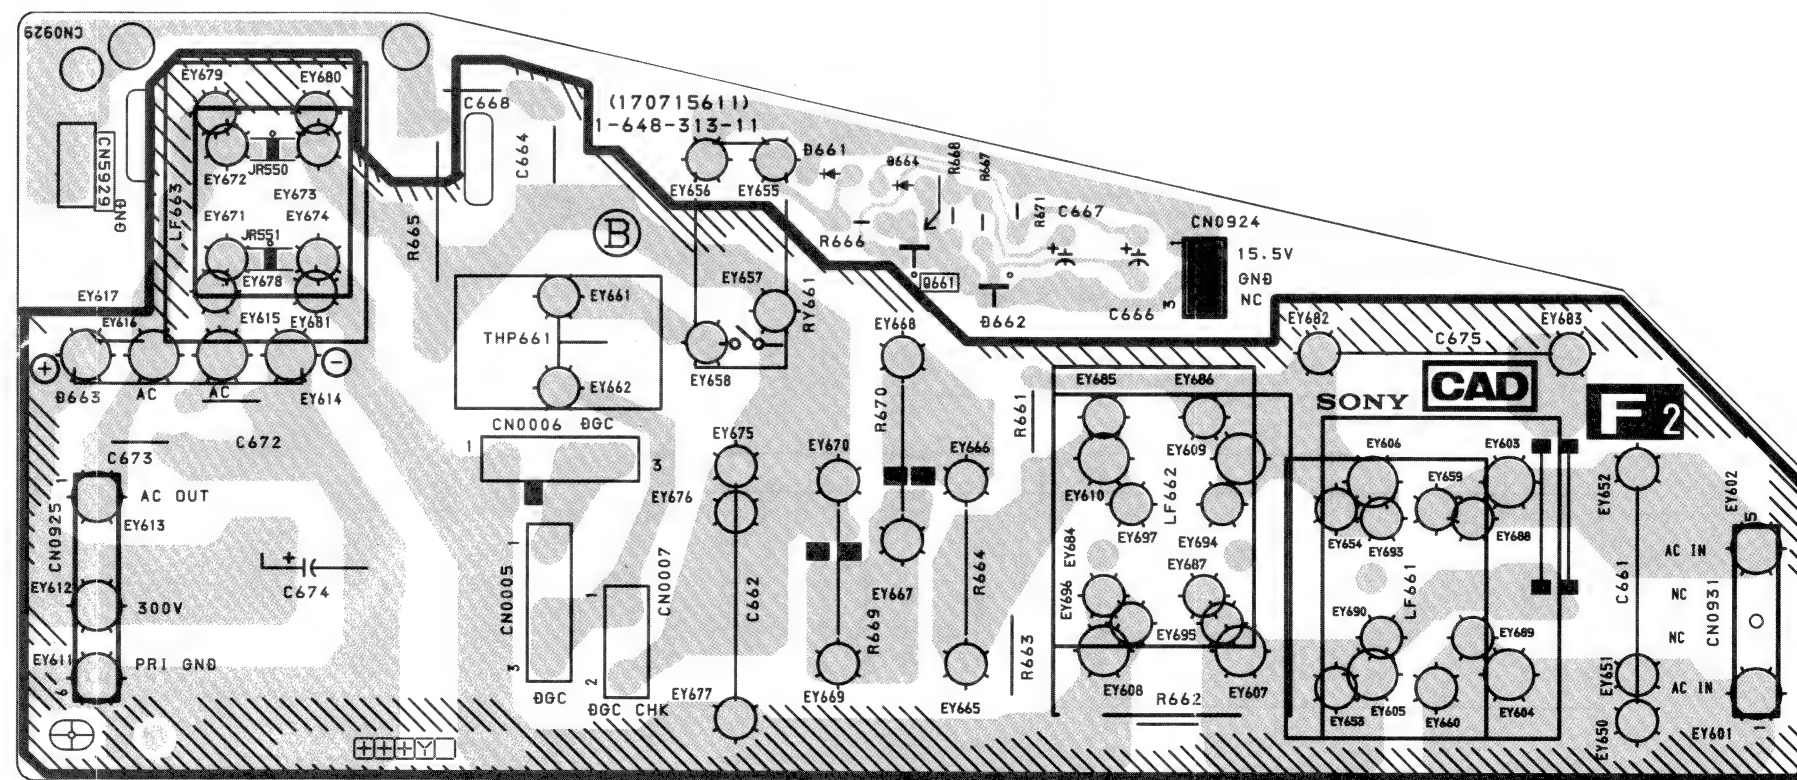 CN0929
EY679
EY680
C668
(170715611)
1-648-313-11
C664
CN5929
GND
LF663
EY672
JR550
EY673
EY671
EY674
JR551
EY678
R665
B
EY656
EY655
D661
D664
R668
R667
R671
C667
R666
Q661
D662
C666
CN0924
1
15.5V
GND
NC
3
EY617
EY616
EY615
EY681
THP661
EY661
EY662
EY657
RY661
EY658
EY668
EY682
EY683
C675
+
-
D663
AC
AC
EY614
C673
C672
CN0006
DGC
1
3
EY675
EY676
EY670
R670
EY666
R661
EY685
EY686
EY609
EY610
LF662
EY697
EY694
EY684
EY687
EY696
EY695
EY608
EY607
R662
SONY
CAD
F2
EY606
EY603
EY659
EY654
EY693
EY688
EY690
LF661
EY689
EY653
EY605
EY660
EY604
EY652
EY602
C661
EY651
EY650
5
AC IN
NC
NC
AC IN
CN0931
EY601
1
1
AC OUT
EY613
CN0925
EY612
300V
EY611
PRI GND
6
+
C674
CN0005
1
3
DGC
1
2
CN0007
DGC CHK
C662
EY677
R669
EY669
EY667
R664
EY665
R663
+++Y